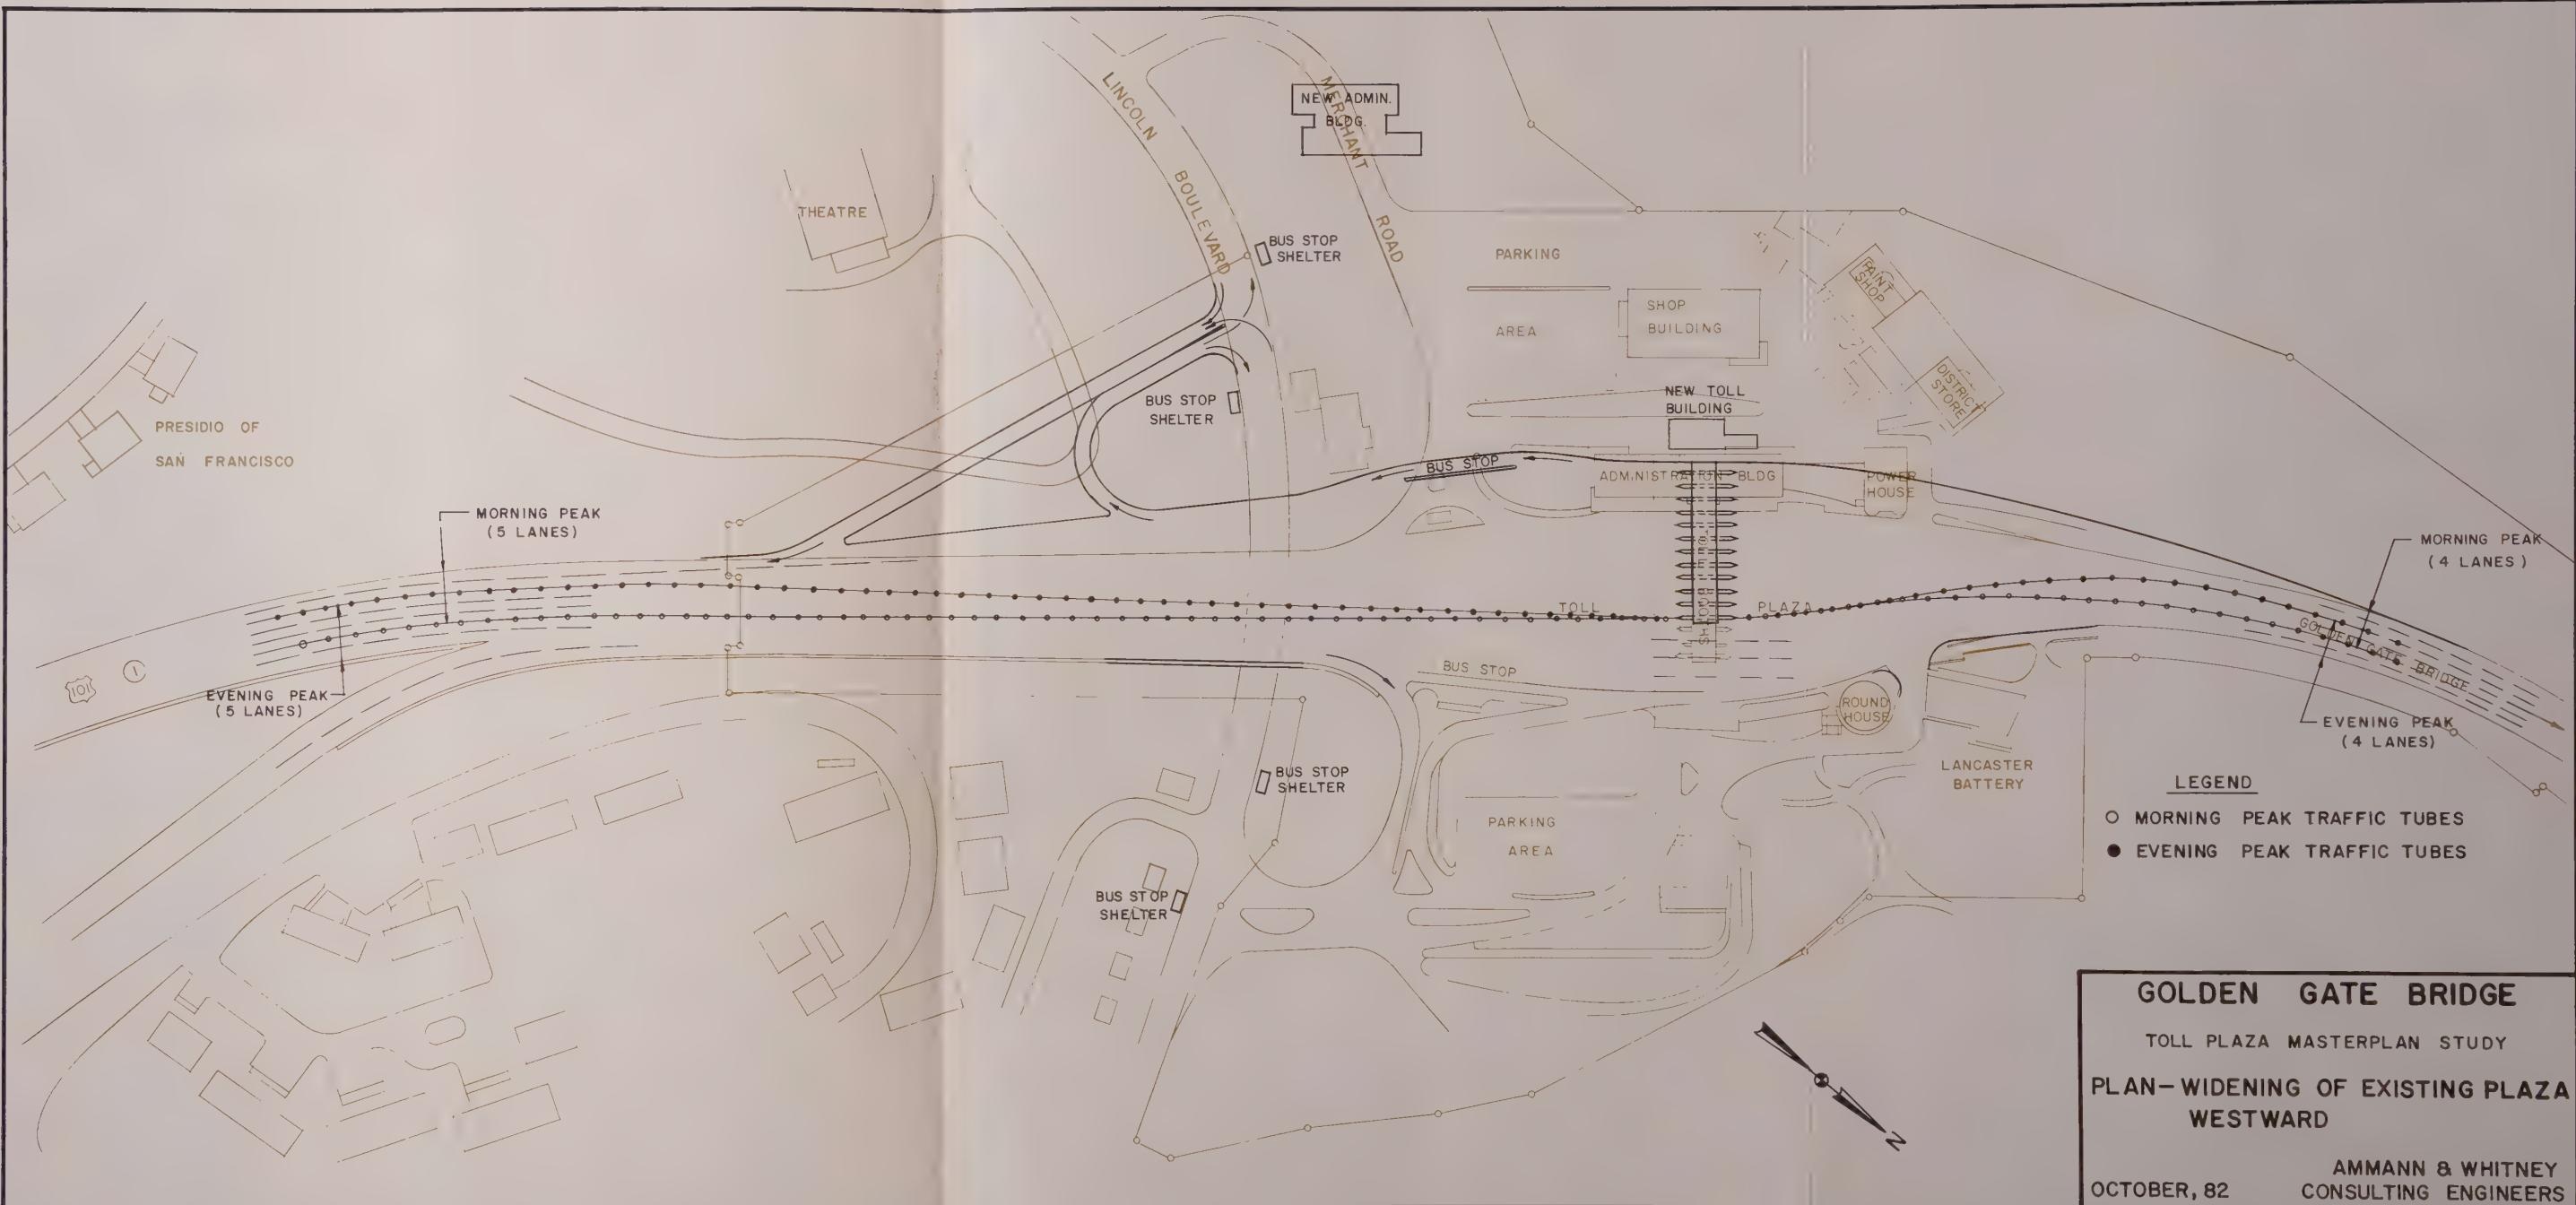 LINCOLN
BOULEVARD
MERCHANT
ROAD
NEW ADMIN.
BLDG.
THEATRE
BUS STOP
SHELTER
PARKING
AREA
SHOP
BUILDING
PAINT
SHOP
DISTRICT
STORE
NEW TOLL
BUILDING
BUS STOP
SHELTER
PRESIDIO OF
SAN FRANCISCO
BUS STOP
ADMINISTRATION BLDG
POWER
HOUSE
MORNING PEAK
(5 LANES)
MORNING PEAK
(4 LANES)
TOLL PLAZA
GOLDEN GATE BRIDGE
101
1
EVENING PEAK
(5 LANES)
BUS STOP
ROUND
HOUSE
EVENING PEAK
(4 LANES)
BUS STOP
SHELTER
LANCASTER
BATTERY
PARKING
AREA
BUS STOP
SHELTER
LEGEND
MORNING PEAK TRAFFIC TUBES
EVENING PEAK TRAFFIC TUBES
N
GOLDEN GATE BRIDGE
TOLL PLAZA MASTERPLAN STUDY
PLAN-WIDENING OF EXISTING PLAZA
WESTWARD
AMMANN & WHITNEY
OCTOBER, 82 CONSULTING ENGINEERS